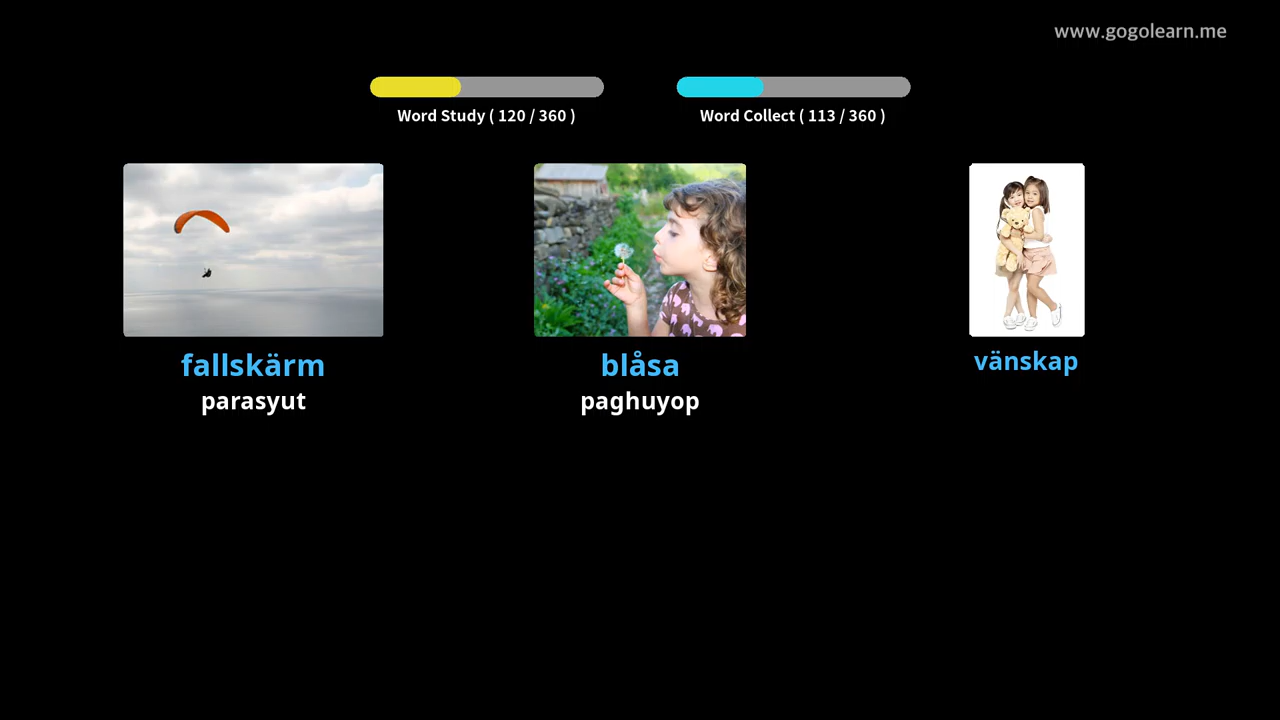 www.gogolearn.me
Word Study ( 120 / 360 )
Word Collect ( 113 / 360 )
fallskärm
parasyut
blåsa
paghuyop
vänskap